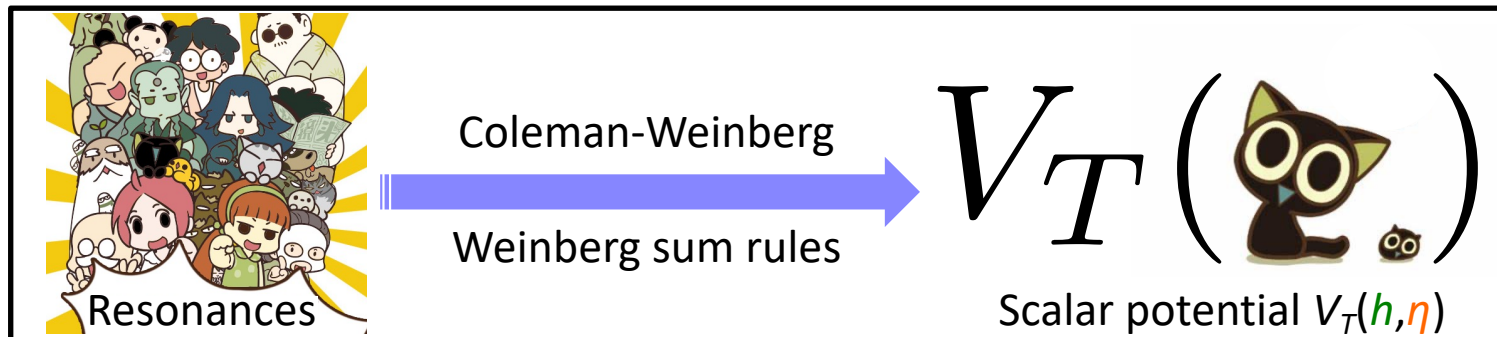 Coleman-Weinberg
Weinberg sum rules
Resonances
V_T ( )
Scalar potential V_T(h,η)